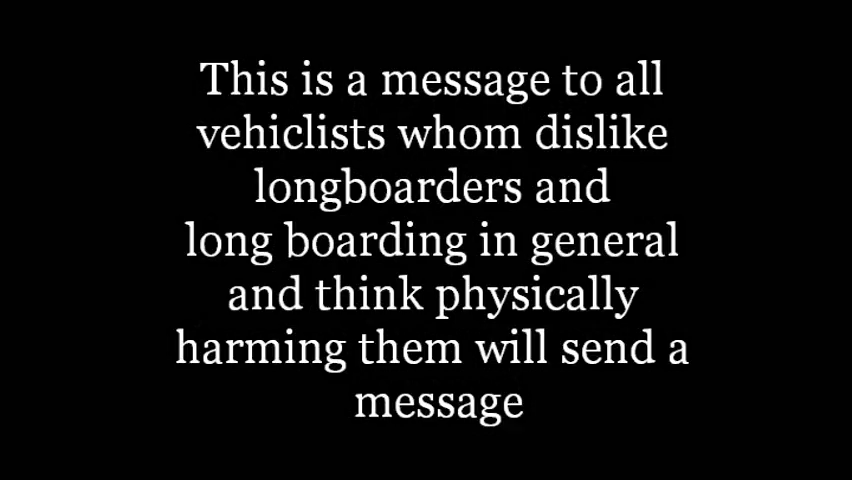 This is a message to all
vehiclists whom dislike
longboarders and
long boarding in general
and think physically
harming them will send a
message